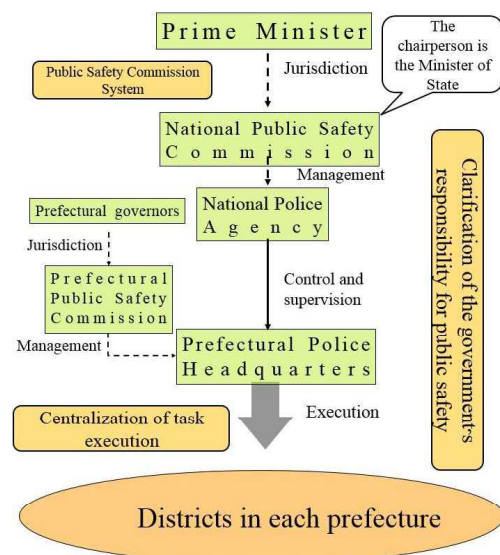 Prime Minister
The
chairperson is
the Minister of
State
Jurisdiction
Public Safety Commission
System
National Public Safety
Commission
Management
National Police
Agency
Prefectural governors
Jurisdiction
Prefectural
Public Safety
Commission
Control and
supervision
Management
Prefectural Police
Headquarters
Clarification of the government's
responsibility for public safety
Centralization of task
execution
Execution
Districts in each prefecture